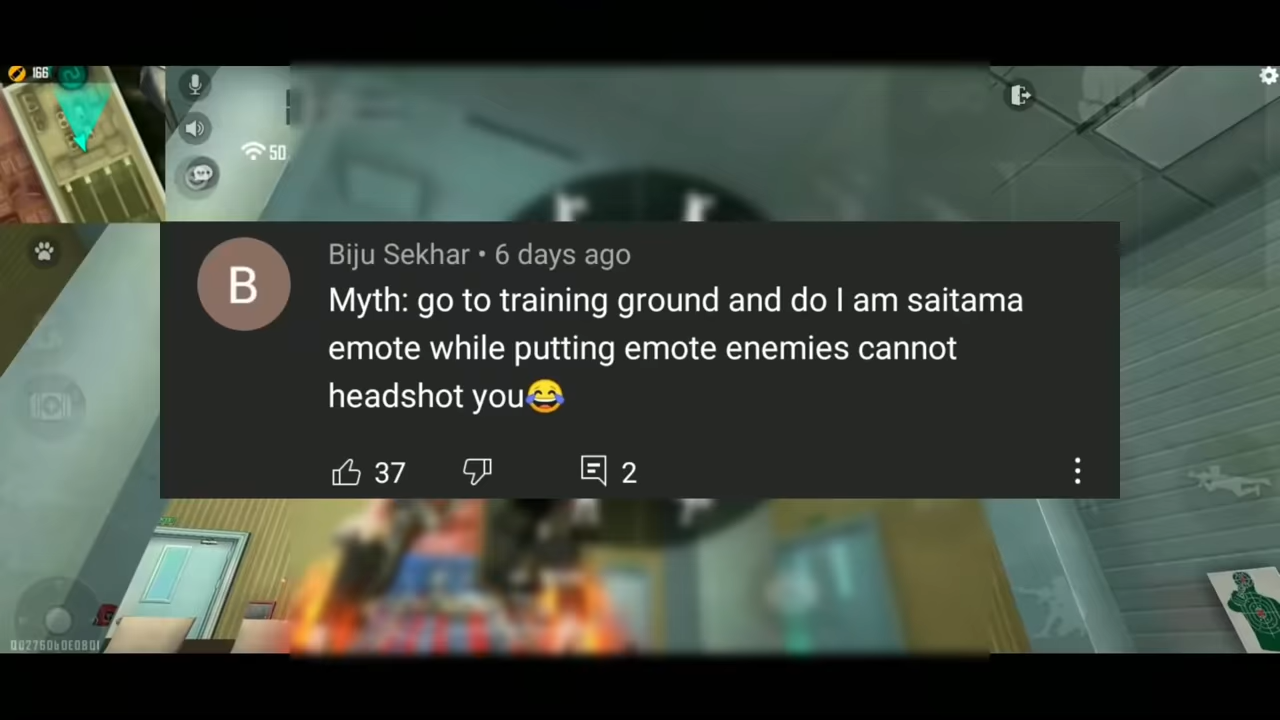 166
50
B
Biju Sekhar • 6 days ago
Myth: go to training ground and do I am saitama
emote while putting emote enemies cannot
headshot you😂
37
2